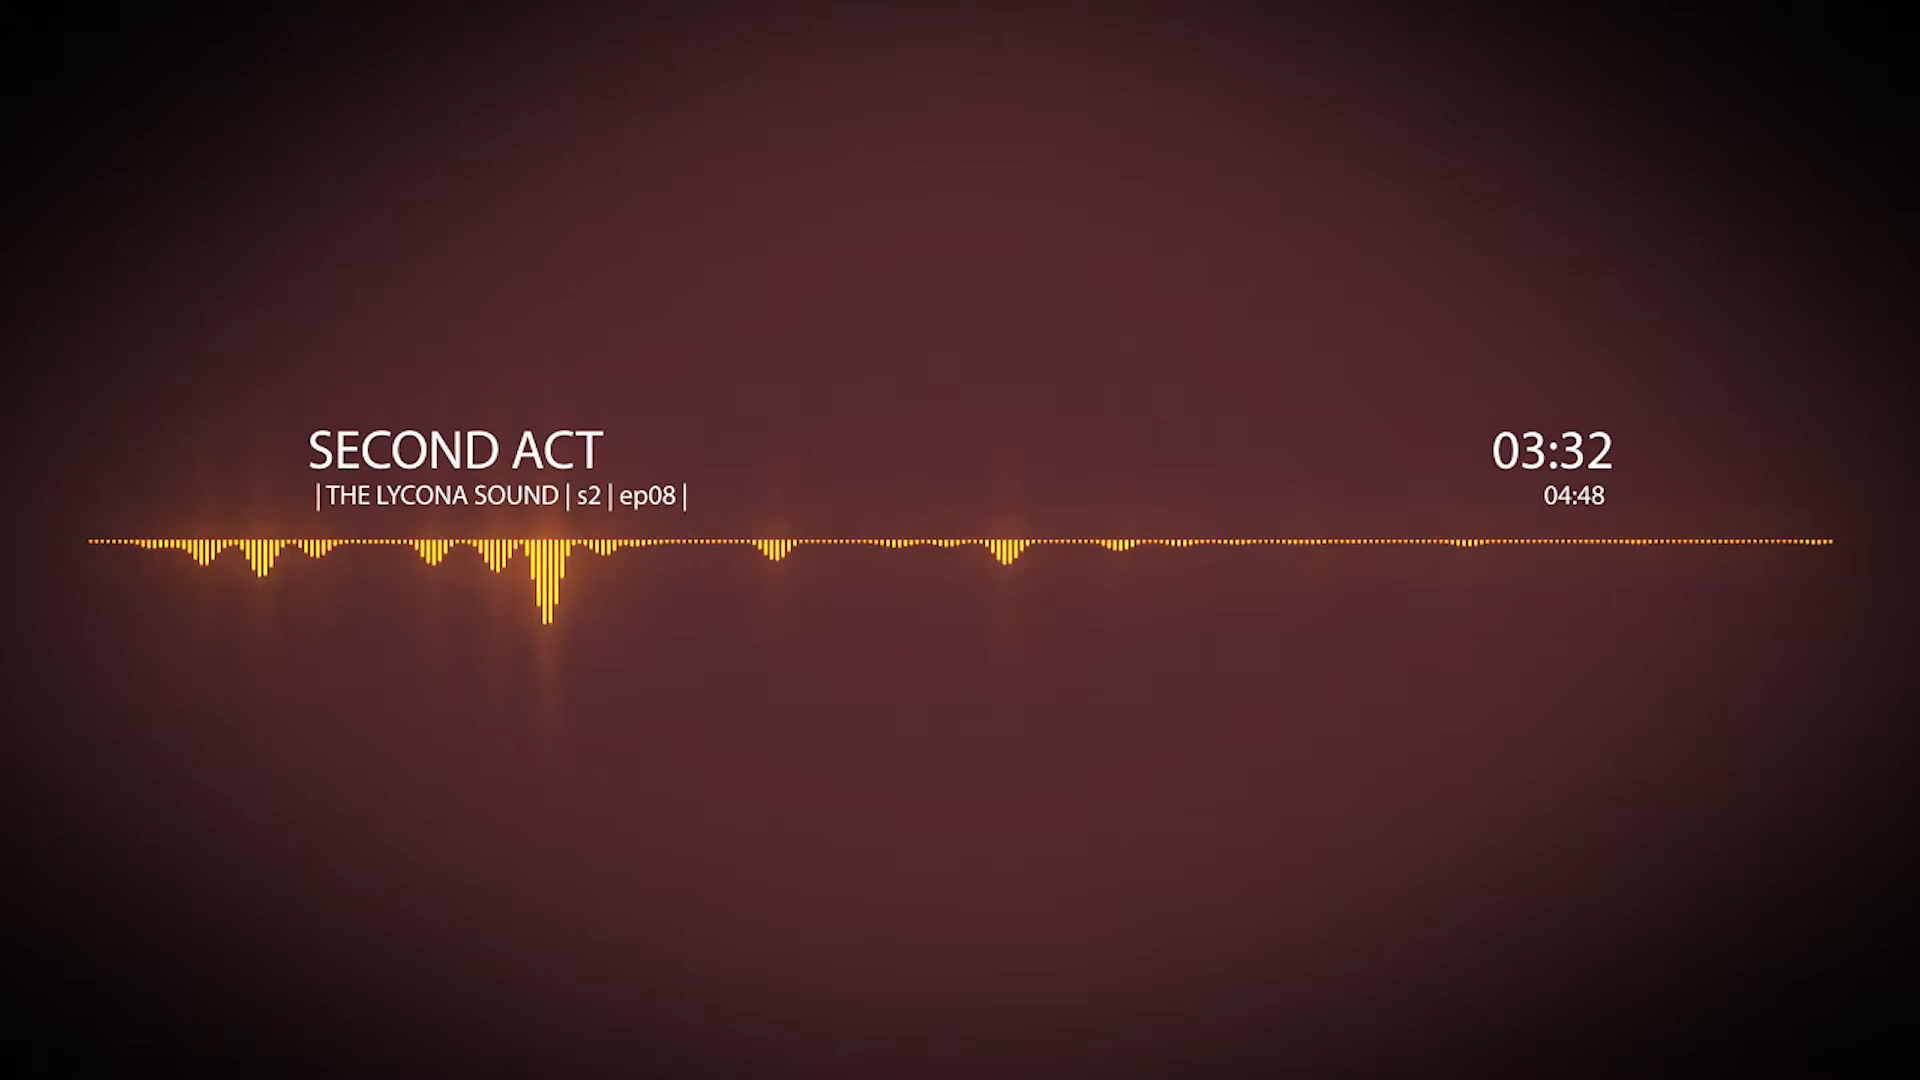 SECOND ACT
| THE LYCONA SOUND | s2 | ep08 |
03:32
04:48